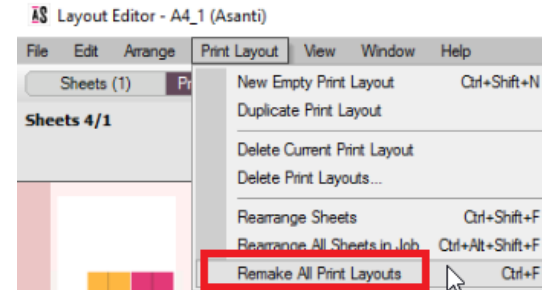 AS Layout Editor - A4_1 (Asanti)
File Edit Arrange Print Layout View Window Help
Sheets (1)
Sheets 4/1
New Empty Print Layout Ctrl+Shift+N
Duplicate Print Layout
Delete Current Print Layout
Delete Print Layouts...
Rearrange Sheets Ctrl+Shift+F
Rearrange All Sheets in Job Ctrl+Alt+Shift+F
Remake All Print Layouts Ctrl+F